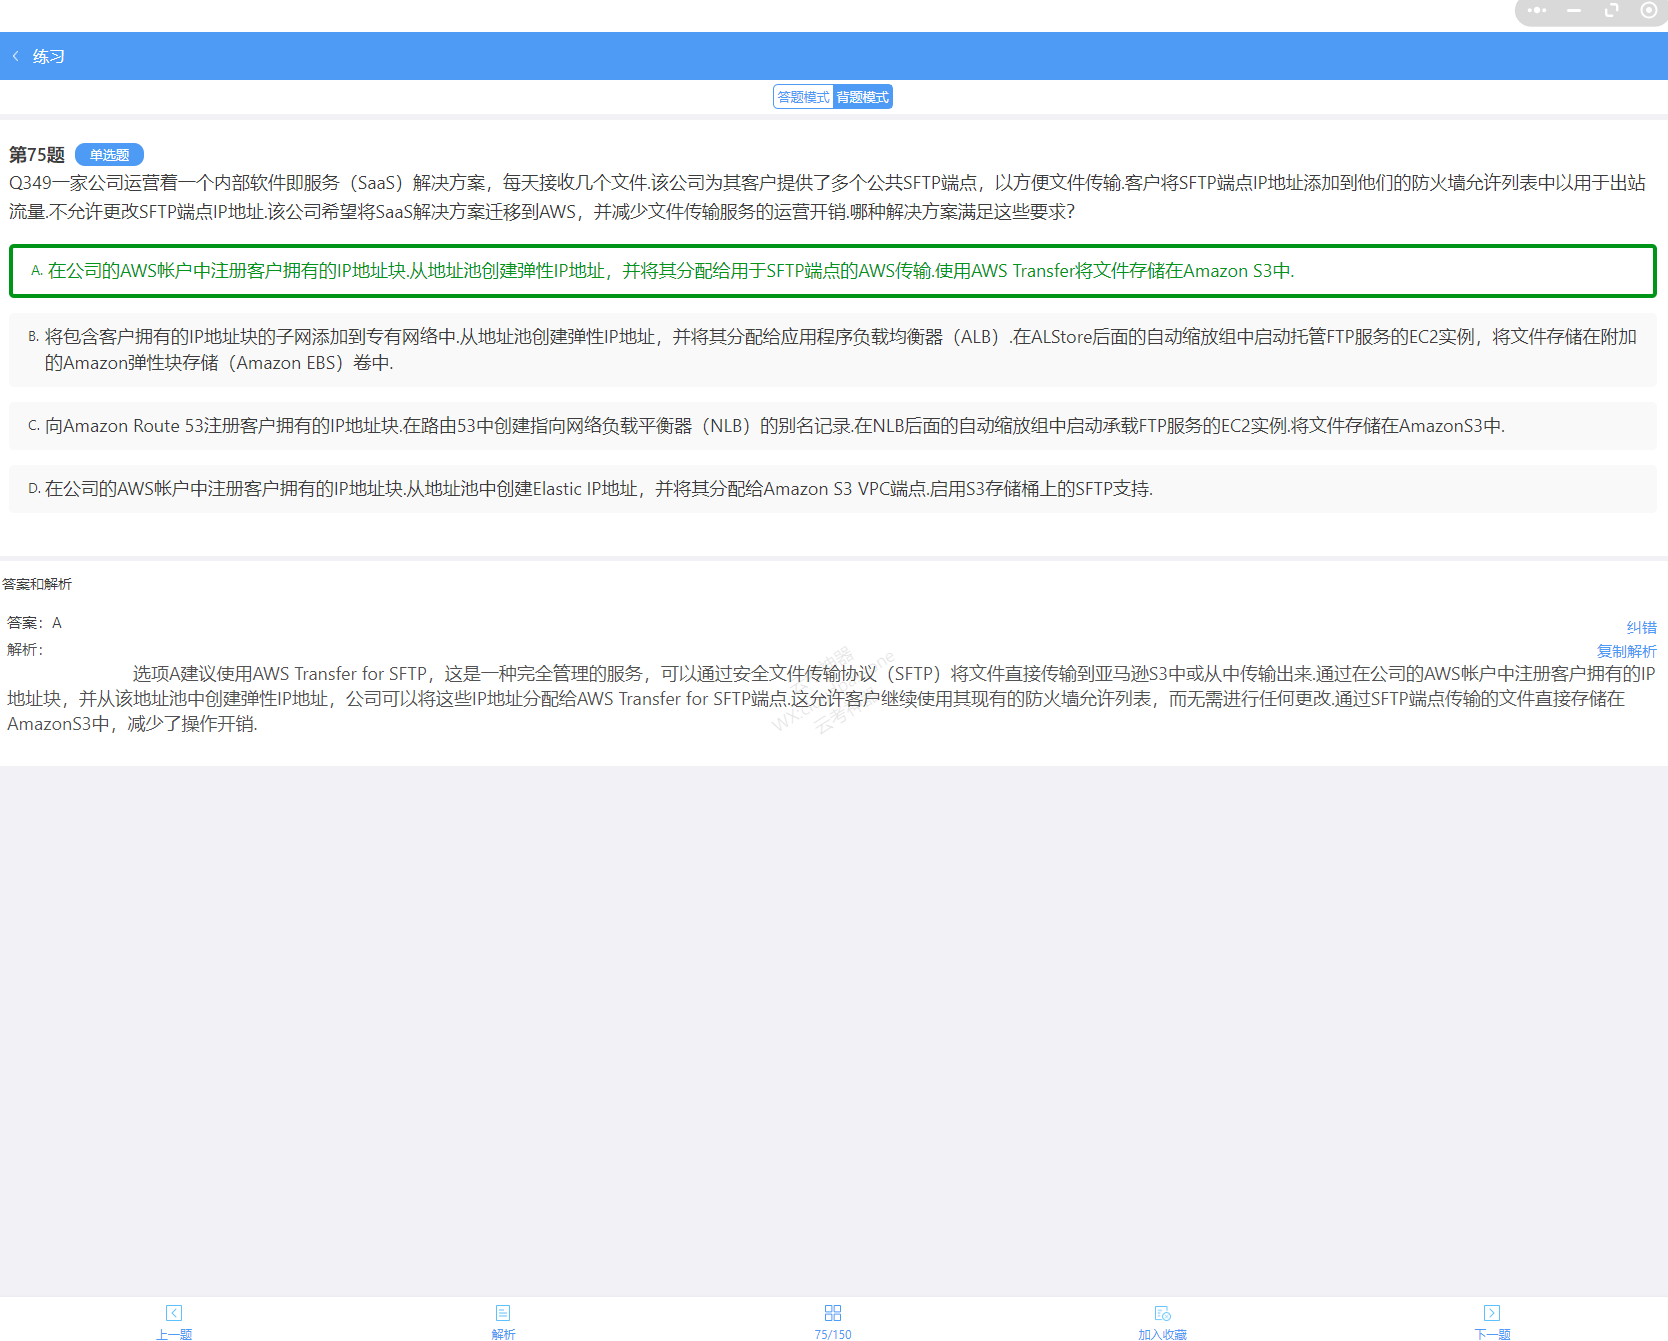 练习
答题模式 背题模式
第75题 单选题
Q349一家公司运营着一个内部软件即服务（SaaS）解决方案，每天接收几个文件.该公司为其客户提供了多个公共SFTP端点，以方便文件传输.客户将SFTP端点IP地址添加到他们的防火墙允许列表中以用于出站
流量.不允许更改SFTP端点IP地址.该公司希望将SaaS解决方案迁移到AWS，并减少文件传输服务的运营开销.哪种解决方案满足这些要求?
A. 在公司的AWS帐户中注册客户拥有的IP地址块.从地址池创建弹性IP地址，并将其分配给用于SFTP端点的AWS传输.使用AWS Transfer将文件存储在Amazon S3中.
B. 将包含客户拥有的IP地址块的子网添加到专有网络中.从地址池创建弹性IP地址，并将其分配给应用程序负载均衡器（ALB）.在ALStore后面的自动缩放组中启动托管FTP服务的EC2实例，将文件存储在附加
的Amazon弹性块存储（Amazon EBS）卷中.
C. 向Amazon Route 53注册客户拥有的IP地址块.在路由53中创建指向网络负载平衡器（NLB）的别名记录.在NLB后面的自动缩放组中启动承载FTP服务的EC2实例.将文件存储在AmazonS3中.
D. 在公司的AWS帐户中注册客户拥有的IP地址块.从地址池中创建Elastic IP地址，并将其分配给Amazon S3 VPC端点.启用S3存储桶上的SFTP支持.
答案和解析
答案：A
纠错
解析：
复制解析
选项A建议使用AWS Transfer for SFTP，这是一种完全管理的服务，可以通过安全文件传输协议（SFTP）将文件直接传输到亚马逊S3中或从中传输出来.通过在公司的AWS帐户中注册客户拥有的IP
地址块，并从该地址池中创建弹性IP地址，公司可以将这些IP地址分配给AWS Transfer for SFTP端点.这允许客户继续使用其现有的防火墙允许列表，而无需进行任何更改.通过SFTP端点传输的文件直接存储在
AmazonS3中，减少了操作开销.
上一题 解析 75/150 加入收藏 下一题